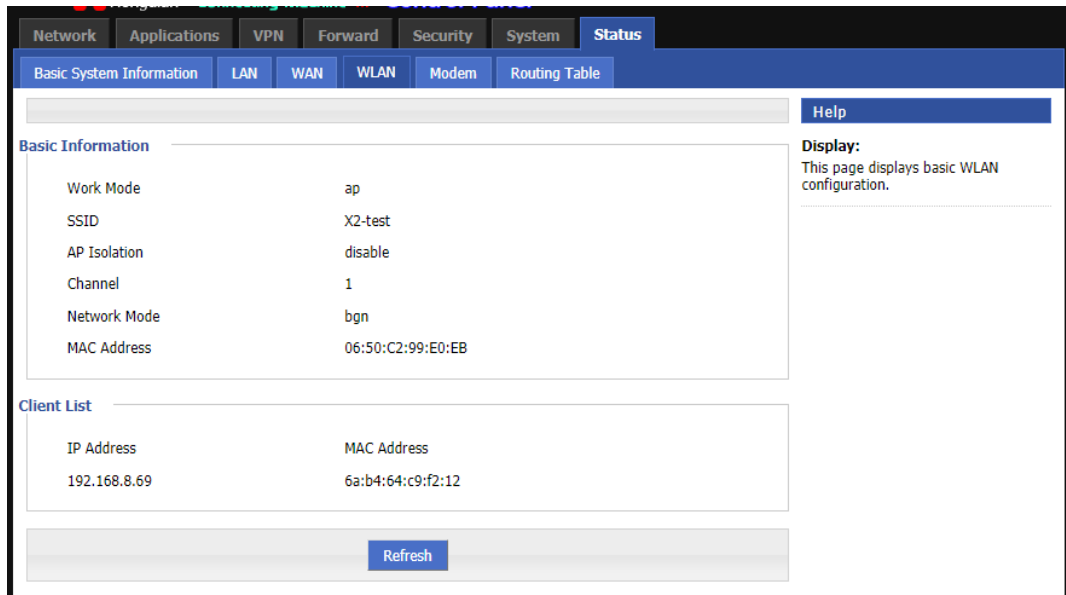 Network Applications VPN Forward Security System Status
Basic System Information LAN WAN WLAN Modem Routing Table
Help
Basic Information
Display:
This page displays basic WLAN
configuration.
Work Mode ap
SSID X2-test
AP Isolation disable
Channel 1
Network Mode bgn
MAC Address 06:50:C2:99:E0:EB
Client List
IP Address MAC Address
192.168.8.69 6a:b4:64:c9:f2:12
Refresh